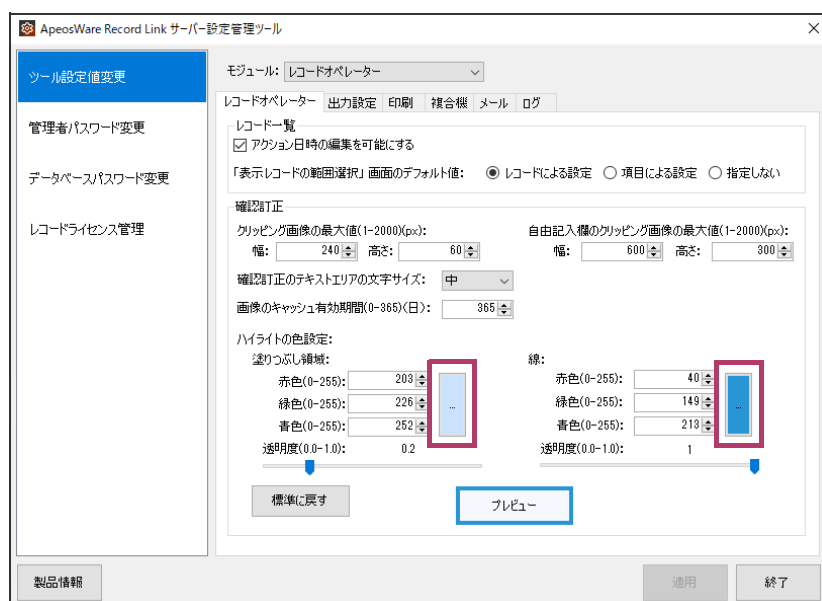 ApeosWare Record Link サーバー設定管理ツール
ツール設定値変更
管理者パスワード変更
データベースパスワード変更
レコードライセンス管理
モジュール: レコードオペレーター
レコードオペレーター 出力設定 印刷 複合機 メール ログ
レコード一覧
アクション日時の編集を可能にする
「表示レコードの範囲選択」画面のデフォルト値: レコードによる設定 項目による設定 指定しない
確認訂正
クリッピング画像の最大値(1-2000)(px): 自由記入欄のクリッピング画像の最大値(1-2000)(px):
幅: 240 高さ: 60 幅: 600 高さ: 300
確認訂正のテキストエリアの文字サイズ: 中
画像のキャッシュ有効期間(0-365)(日): 365
ハイライトの色設定:
塗りつぶし領域: 線:
赤色(0-255): 203 赤色(0-255): 40
緑色(0-255): 226 ... 緑色(0-255): 149 ...
青色(0-255): 252 青色(0-255): 213
透明度(0.0-1.0): 0.2 透明度(0.0-1.0): 1
標準に戻す プレビュー
製品情報 適用 終了